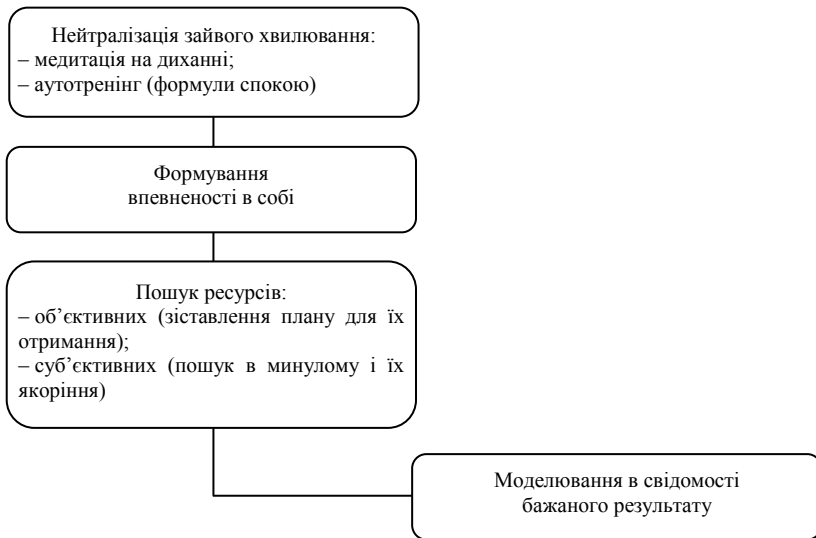 Нейтралізація зайвого хвилювання:
– медитація на диханні;
– аутотренінг (формули спокою)
Формування
впевненості в собі
Пошук ресурсів:
– об’єктивних (зіставлення плану для їх
отримання);
– суб’єктивних (пошук в минулому і їх
якоріння)
Моделювання в свідомості
бажаного результату